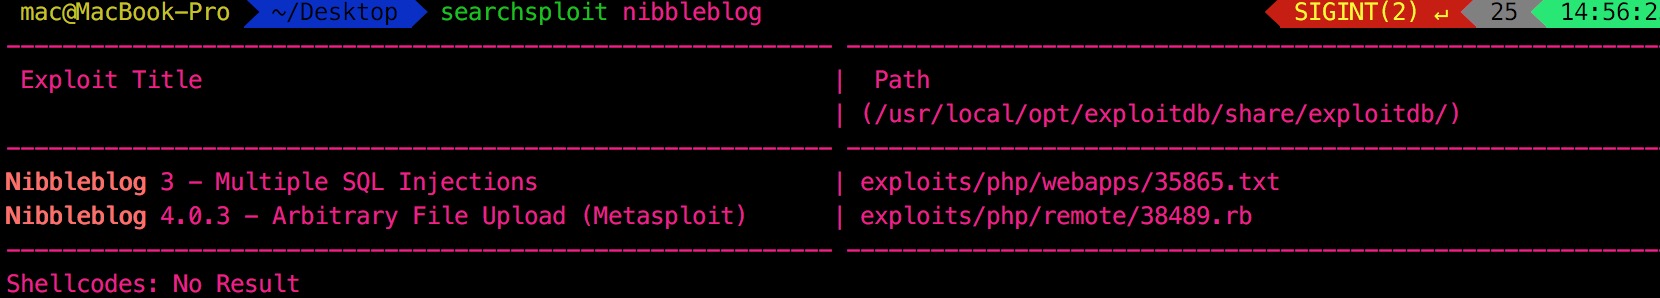 mac@MacBook-Pro ~/Desktop searchsploit nibbleblog SIGINT(2) ↵ 25 14:56:2
Exploit Title | Path
| (/usr/local/opt/exploitdb/share/exploitdb/)
Nibbleblog 3 - Multiple SQL Injections | exploits/php/webapps/35865.txt
Nibbleblog 4.0.3 - Arbitrary File Upload (Metasploit) | exploits/php/remote/38489.rb
Shellcodes: No Result